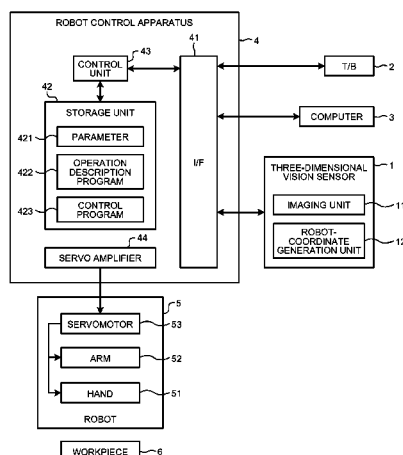 ROBOT CONTROL APPARATUS
4
43
CONTROL
UNIT
41
I/F
42
STORAGE UNIT
421
PARAMETER
422
OPERATION
DESCRIPTION
PROGRAM
423
CONTROL
PROGRAM
44
SERVO AMPLIFIER
T/B
2
COMPUTER
3
1
THREE-DIMENSIONAL
VISION SENSOR
IMAGING UNIT
11
ROBOT-
COORDINATE
GENERATION UNIT
12
5
SERVOMOTOR
53
ARM
52
HAND
51
ROBOT
WORKPIECE
6